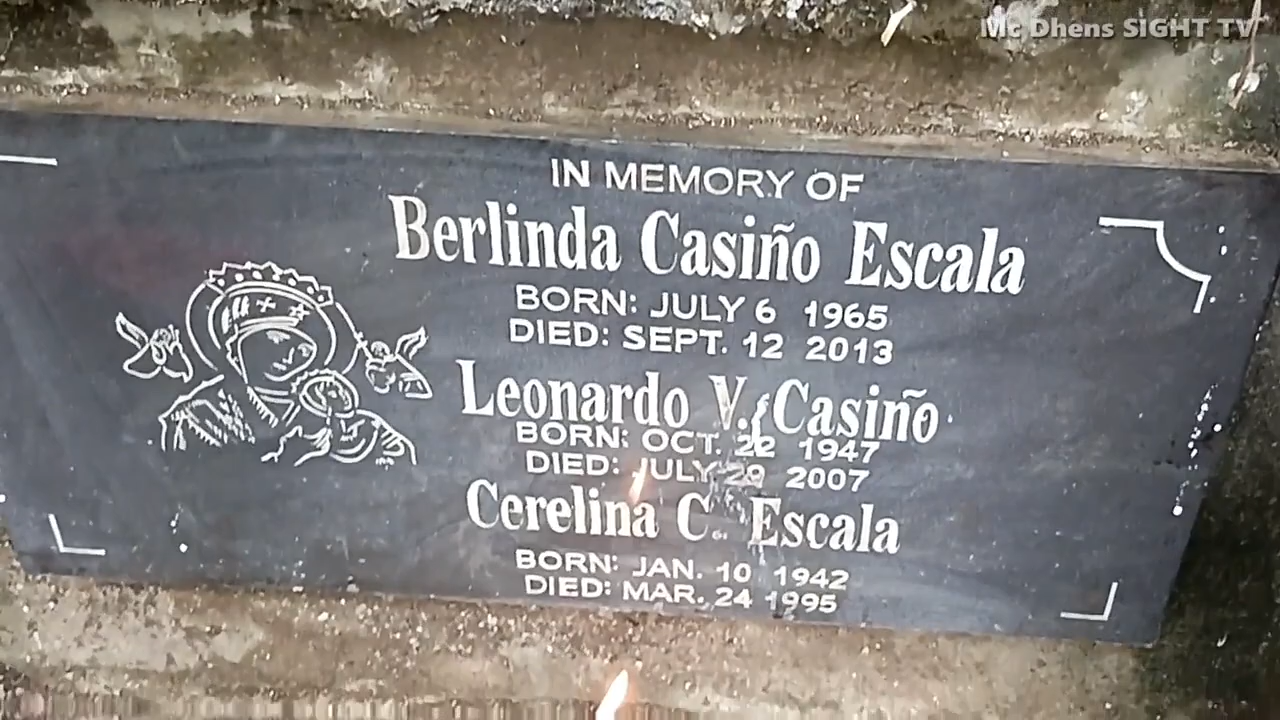 Mc Dhens SIGHT TV
IN MEMORY OF
Berlinda Casiño Escala
BORN: JULY 6 1965
DIED: SEPT. 12 2013
Leonardo V. Casiño
BORN: OCT. 22 1947
DIED: JULY 29 2007
Cerelina C. Escala
BORN: JAN. 10 1942
DIED: MAR. 24 1995